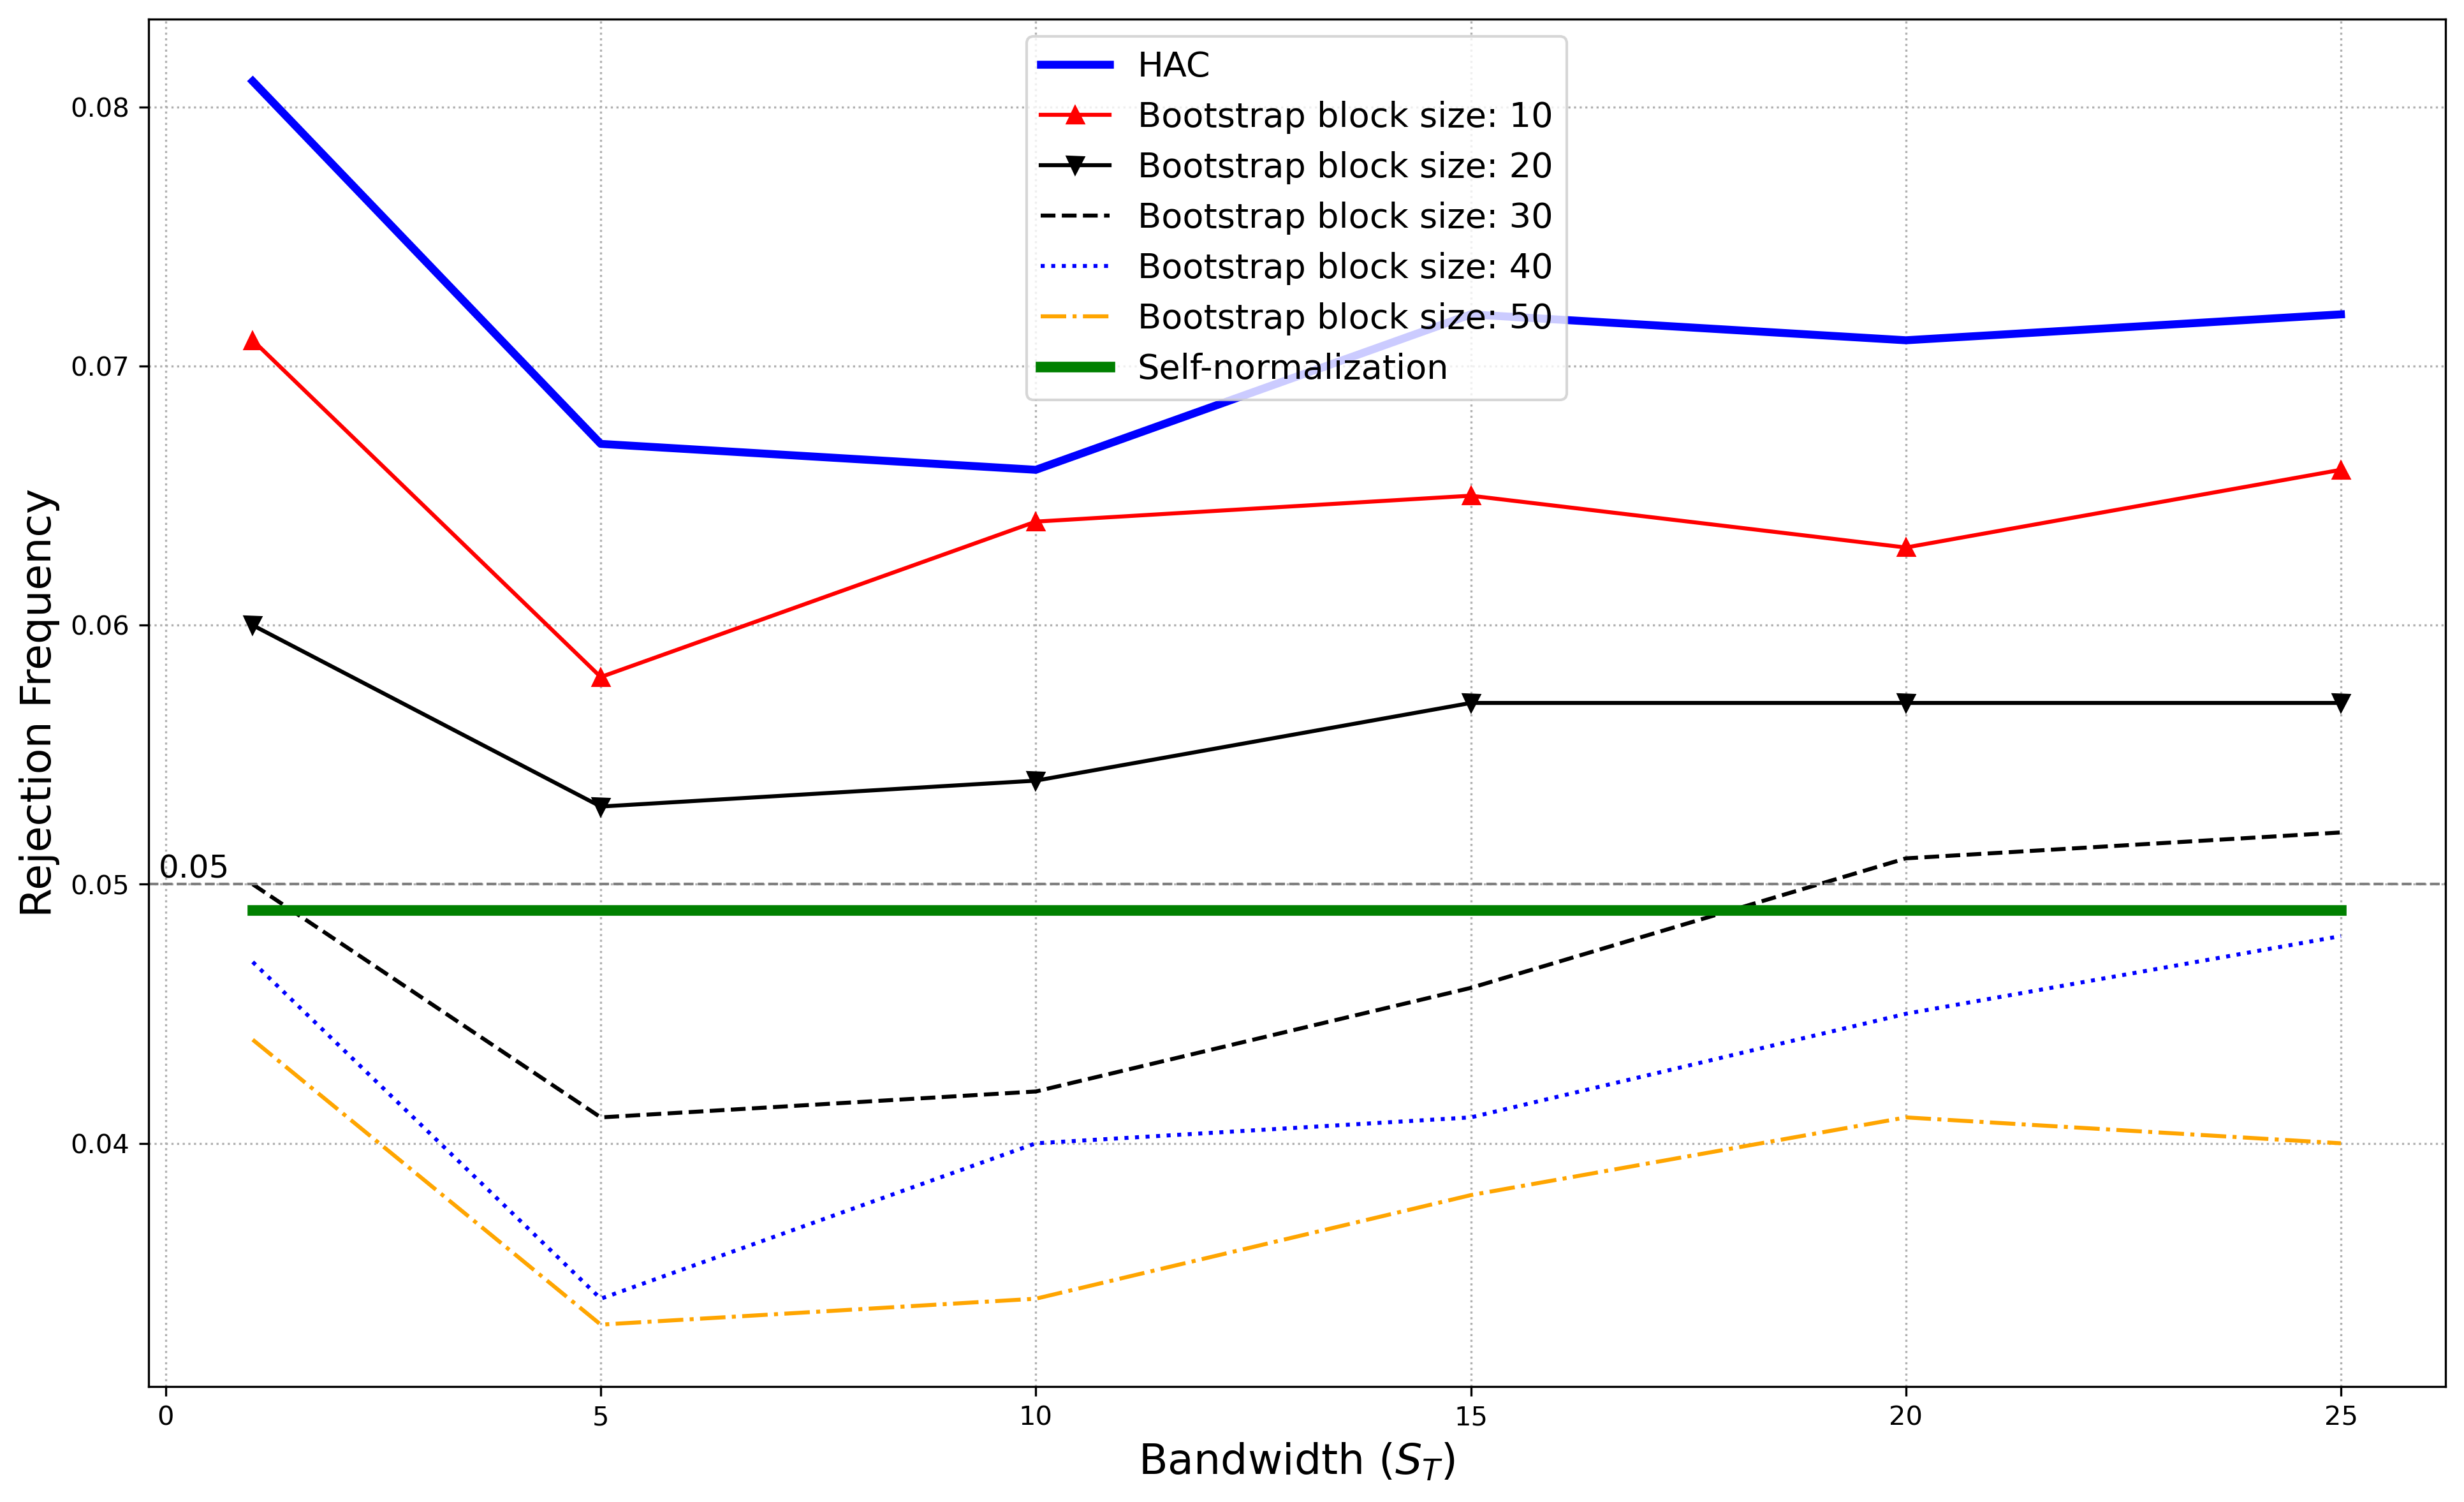 HAC
Bootstrap block size: 10
Bootstrap block size: 20
Bootstrap block size: 30
Bootstrap block size: 40
Bootstrap block size: 50
Self-normalization
Rejection Frequency
0.08
0.07
0.06
0.05
0.05
0.04
0
5
10
15
20
25
Bandwidth (S_T)